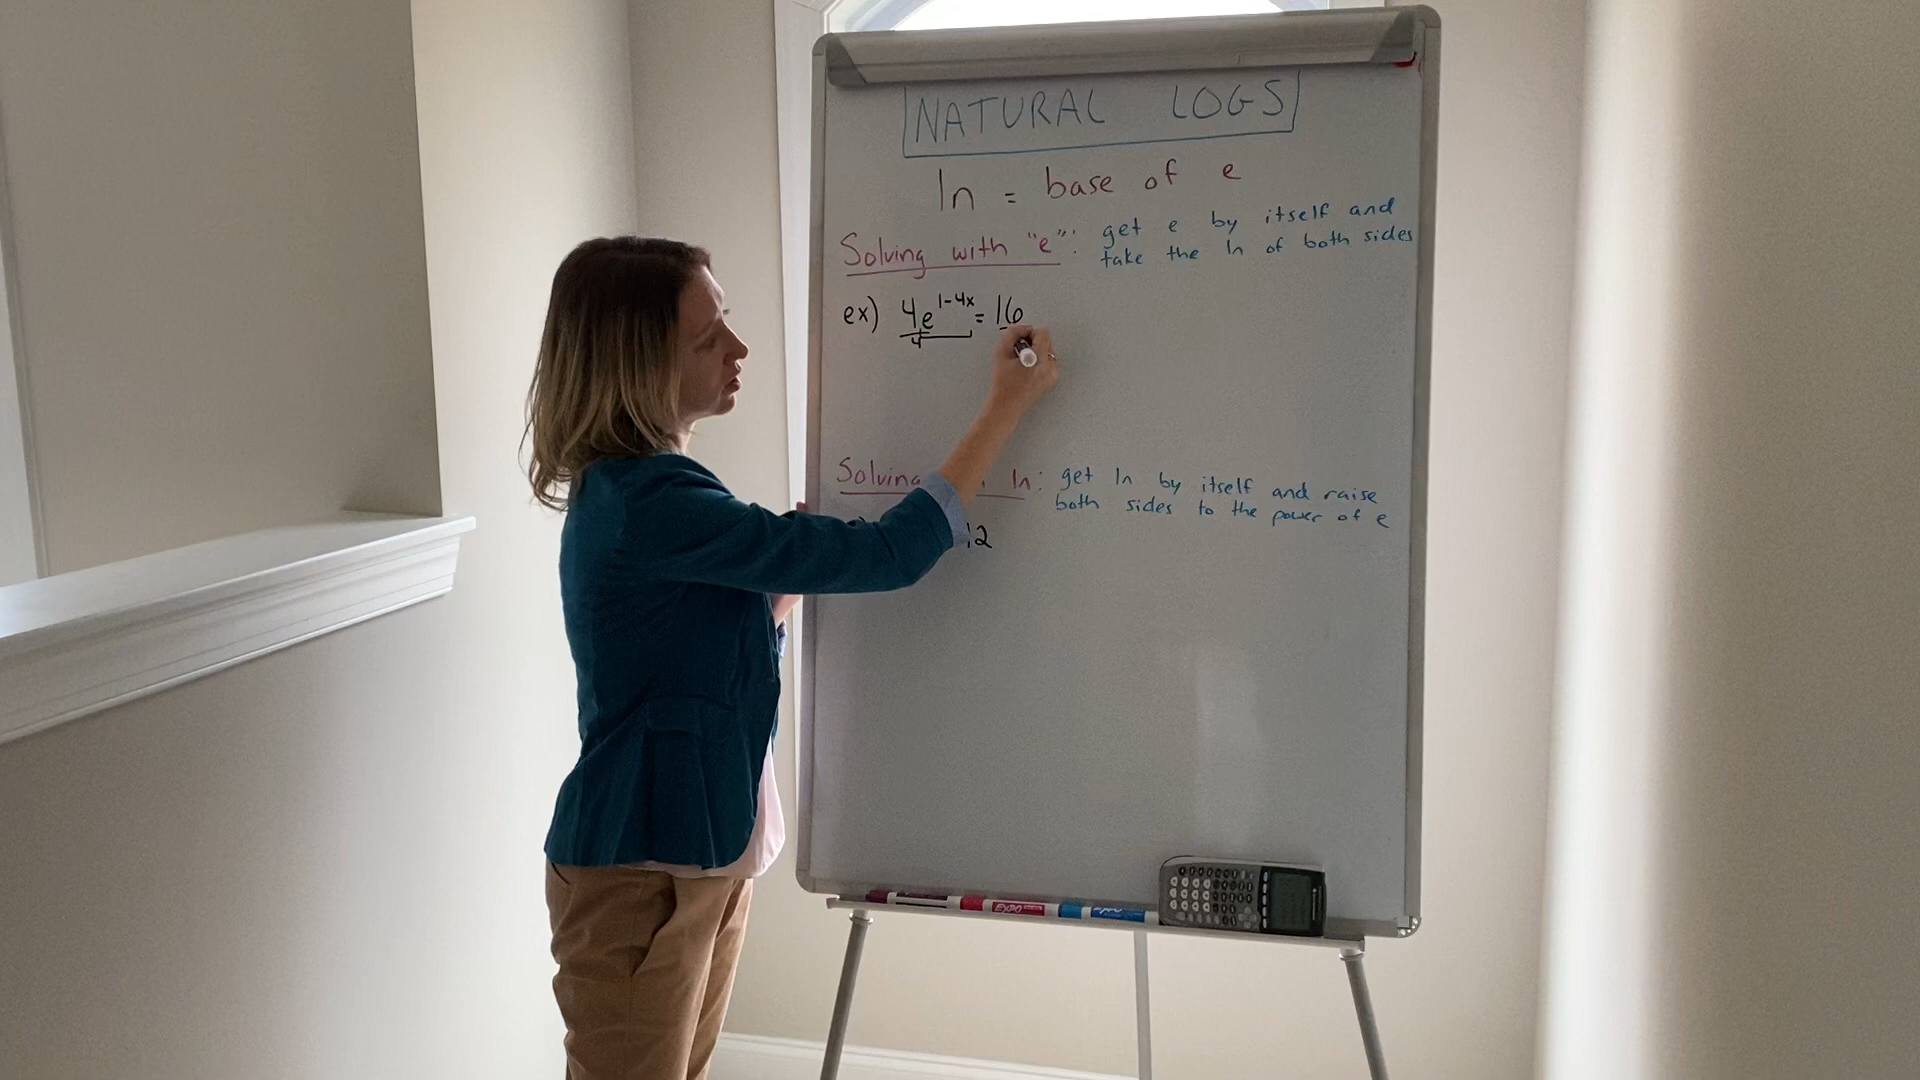 NATURAL LOGS
ln = base of e
Solving with "e": get e by itself and
take the ln of both sides
ex) 4e^1-4x = 16
4
Solving ln: get ln by itself and raise
both sides to the power of e
12
EXPO